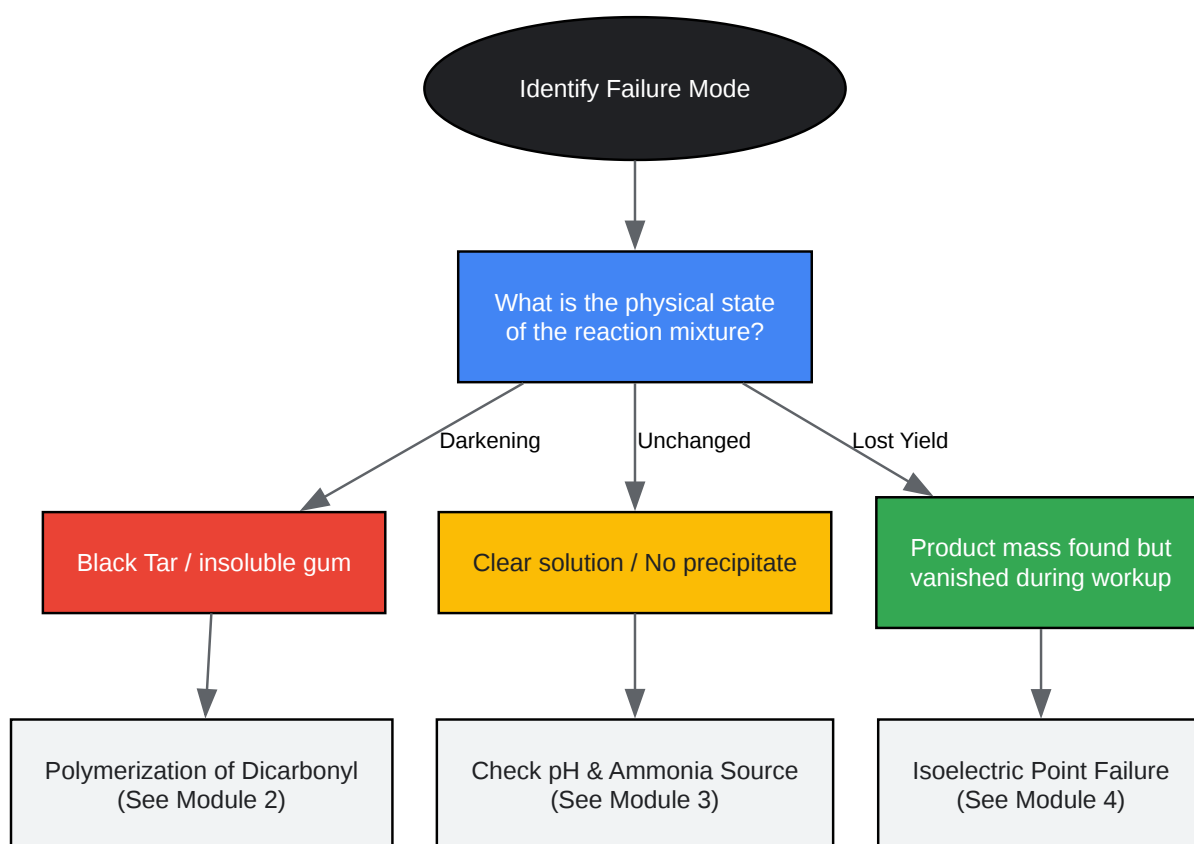 Identify Failure Mode
What is the physical state
of the reaction mixture?
Darkening
Unchanged
Lost Yield
Black Tar / insoluble gum
Clear solution / No precipitate
Product mass found but
vanished during workup
Polymerization of Dicarbonyl
(See Module 2)
Check pH & Ammonia Source
(See Module 3)
Isoelectric Point Failure
(See Module 4)